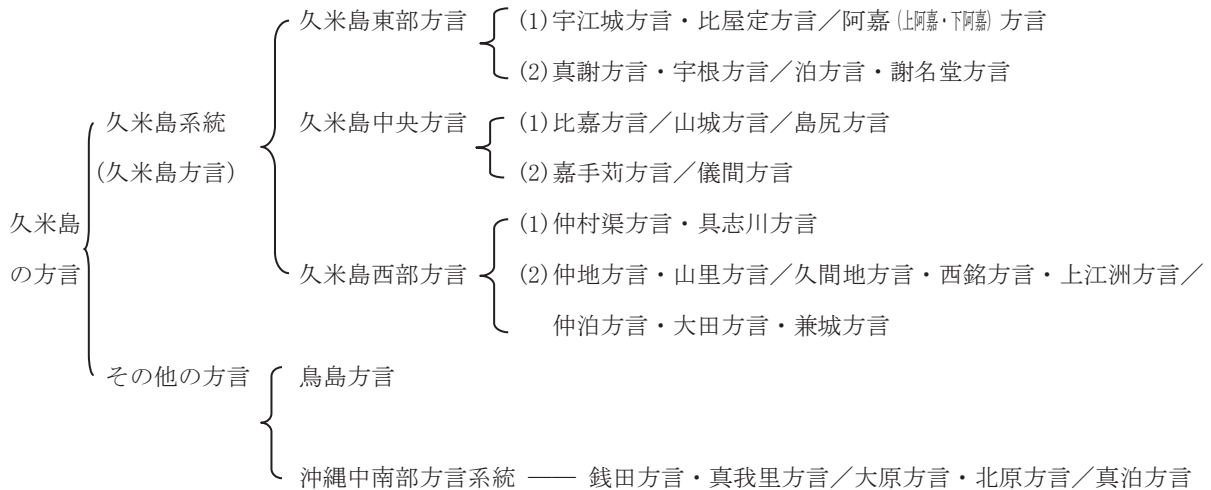 久米島東部方言 (1)宇江城方言・比屋定方言／阿嘉(上阿嘉・下阿嘉)方言
(2)真謝方言・宇根方言／泊方言・謝名堂方言
久米島系統 久米島中央方言 (1)比嘉方言／山城方言／島尻方言
(久米島方言) (2)嘉手苅方言／儀間方言
久米島 (1)仲村渠方言・具志川方言
の方言 久米島西部方言 (2)仲地方言・山里方言／久間地方言・西銘方言・上江洲方言／
仲泊方言・大田方言・兼城方言
その他の方言 鳥島方言
沖縄中南部方言系統 ── 銭田方言・真我里方言／大原方言・北原方言／真泊方言